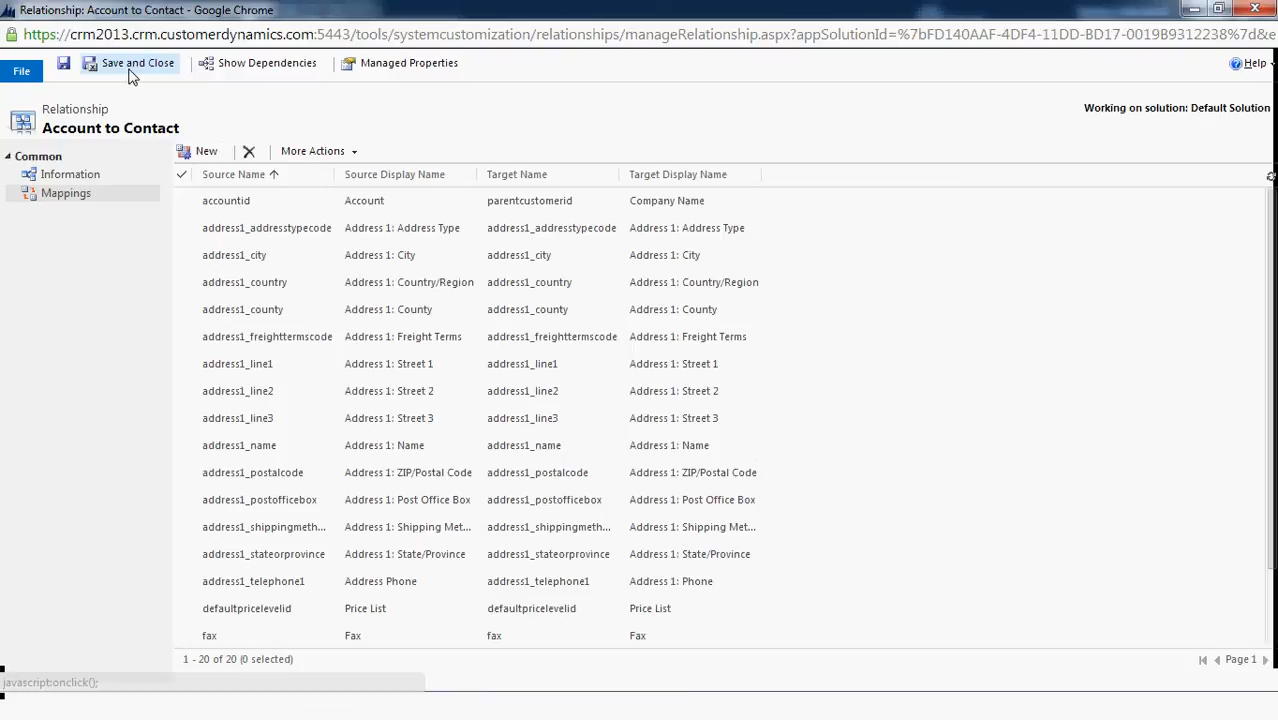 Relationship: Account to Contact - Google Chrome
https://crm2013.crm.customerdynamics.com:5443/tools/systemcustomization/relationships/manageRelationship.aspx?appSolutionId=%7bFD140AAF-4DF4-11DD-BD17-0019B9312238%7d&e
File Save and Close Show Dependencies Managed Properties Help
Relationship
Account to Contact
Working on solution: Default Solution
Common
Information
Mappings
New More Actions
Source Name Source Display Name Target Name Target Display Name
accountid Account parentcustomerid Company Name
address1_addresstypecode Address 1: Address Type address1_addresstypecode Address 1: Address Type
address1_city Address 1: City address1_city Address 1: City
address1_country Address 1: Country/Region address1_country Address 1: Country/Region
address1_county Address 1: County address1_county Address 1: County
address1_freighttermscode Address 1: Freight Terms address1_freighttermscode Address 1: Freight Terms
address1_line1 Address 1: Street 1 address1_line1 Address 1: Street 1
address1_line2 Address 1: Street 2 address1_line2 Address 1: Street 2
address1_line3 Address 1: Street 3 address1_line3 Address 1: Street 3
address1_name Address 1: Name address1_name Address 1: Name
address1_postalcode Address 1: ZIP/Postal Code address1_postalcode Address 1: ZIP/Postal Code
address1_postofficebox Address 1: Post Office Box address1_postofficebox Address 1: Post Office Box
address1_shippingmeth... Address 1: Shipping Met... address1_shippingmeth... Address 1: Shipping Met...
address1_stateorprovince Address 1: State/Province address1_stateorprovince Address 1: State/Province
address1_telephone1 Address Phone address1_telephone1 Address 1: Phone
defaultpricelevelid Price List defaultpricelevelid Price List
fax Fax fax Fax
1 - 20 of 20 (0 selected) Page 1
javascript:onclick();